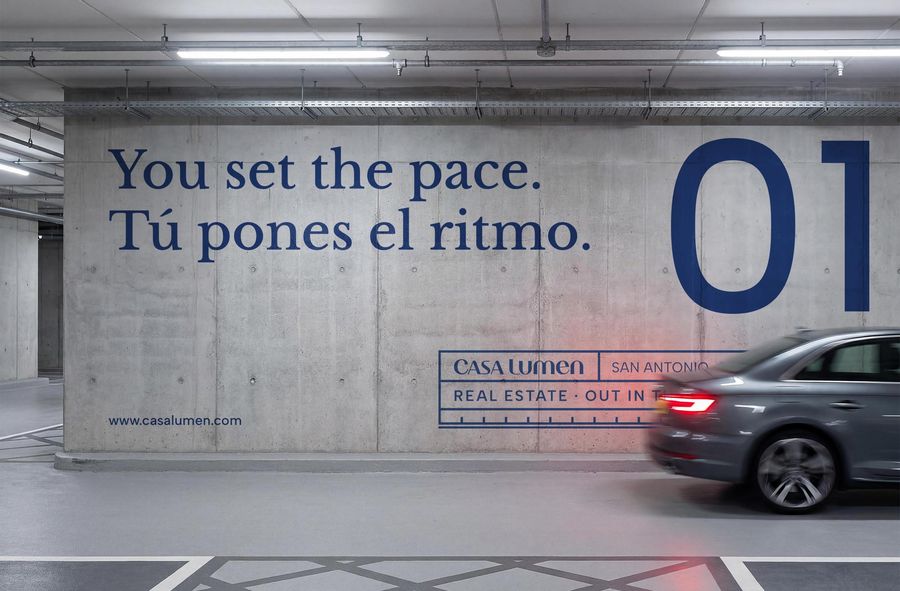 You set the pace.
Tú pones el ritmo.
01
CASA Lumen
SAN ANTONIO
REAL ESTATE · OUT IN
www.casalumen.com